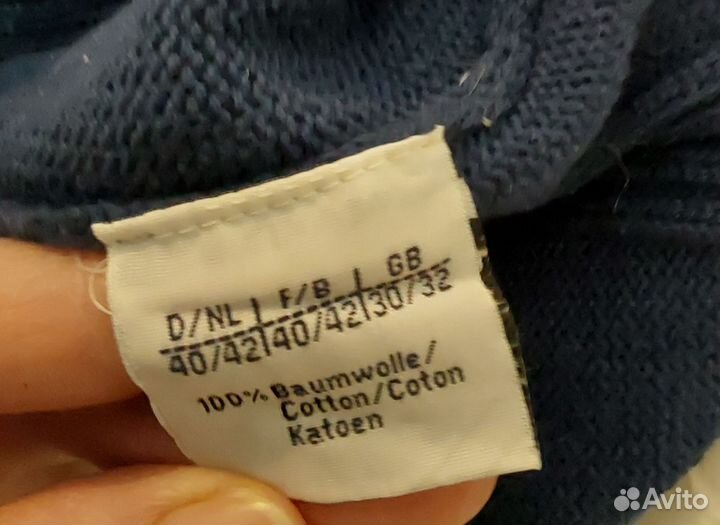 D/NL | F/B | GB
40/42|40/42|30/32
100% Baumwolle/
Cotton/Coton
Katoen
Avito